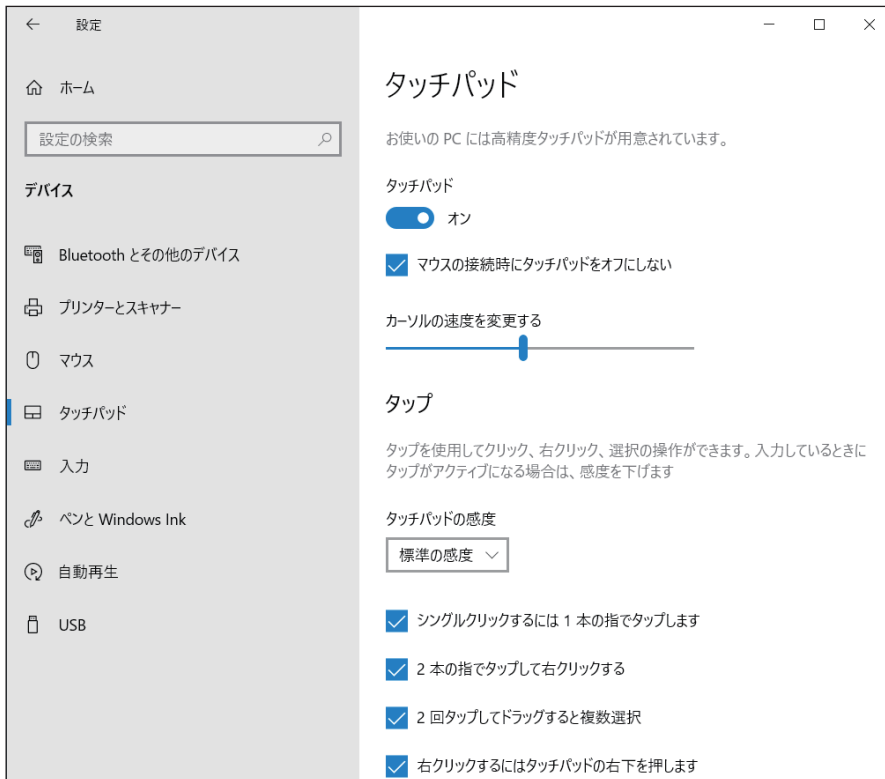 設定
ホーム
設定の検索
デバイス
Bluetooth とその他のデバイス
プリンターとスキャナー
マウス
タッチパッド
入力
ペンと Windows Ink
自動再生
USB
タッチパッド
お使いの PC には高精度タッチパッドが用意されています。
タッチパッド
オン
マウスの接続時にタッチパッドをオフにしない
カーソルの速度を変更する
タップ
タップを使用してクリック、右クリック、選択の操作ができます。入力しているときに
タップがアクティブになる場合は、感度を下げます
タッチパッドの感度
標準の感度
シングルクリックするには 1 本の指でタップします
2 本の指でタップして右クリックする
2 回タップしてドラッグすると複数選択
右クリックするにはタッチパッドの右下を押します